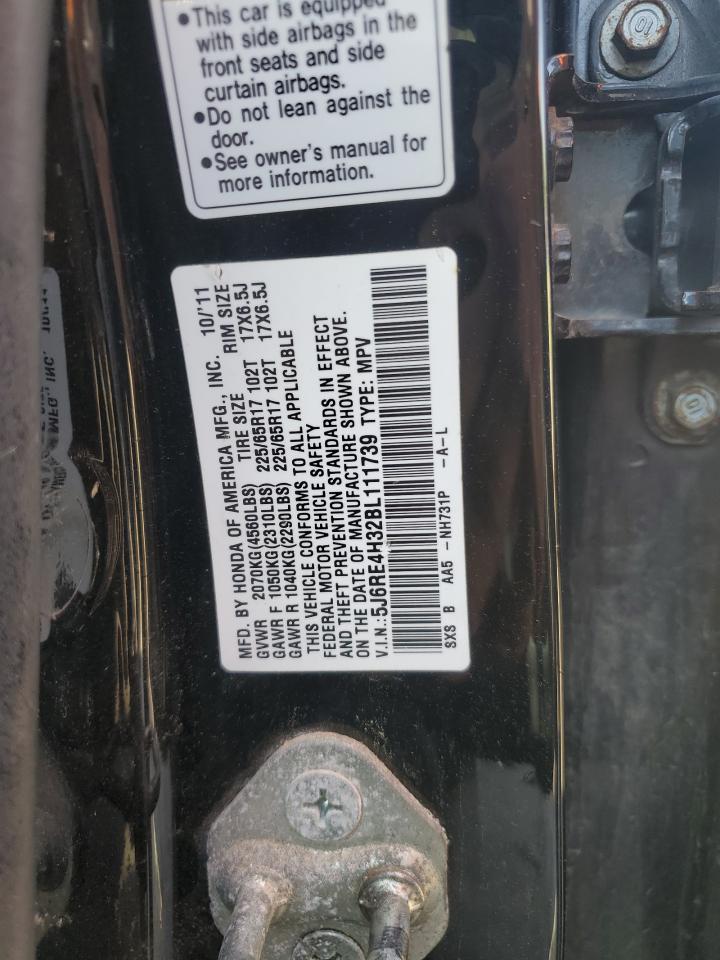 •This car is equipped
with side airbags in the
front seats and side
curtain airbags.
•Do not lean against the
door.
•See owner's manual for
more information.
MFD. BY HONDA OF AMERICA MFG., INC. 10/'11
GVWR 2070KG(4560LBS) TIRE SIZE RIM SIZE
GAWR F 1050KG(2310LBS) 225/65R17 102T 17X6.5J
GAWR R 1040KG(2290LBS) 225/65R17 102T 17X6.5J
THIS VEHICLE CONFORMS TO ALL APPLICABLE
FEDERAL MOTOR VEHICLE SAFETY
AND THEFT PREVENTION STANDARDS IN EFFECT
ON THE DATE OF MANUFACTURE SHOWN ABOVE.
V.I.N.:5J6RE4H32BL111739 TYPE: MPV
SXS B AA5 -NH731P -A-L
10
INC.